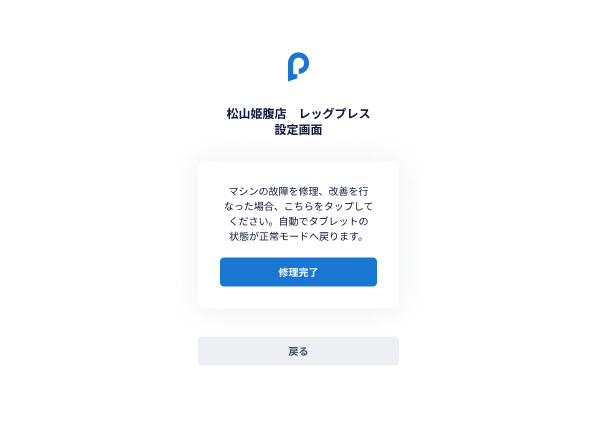 松山姫腹店　レッグプレス
設定画面
マシンの故障を修理、改善を行
なった場合、こちらをタップして
ください。自動でタブレットの
状態が正常モードへ戻ります。
修理完了
戻る